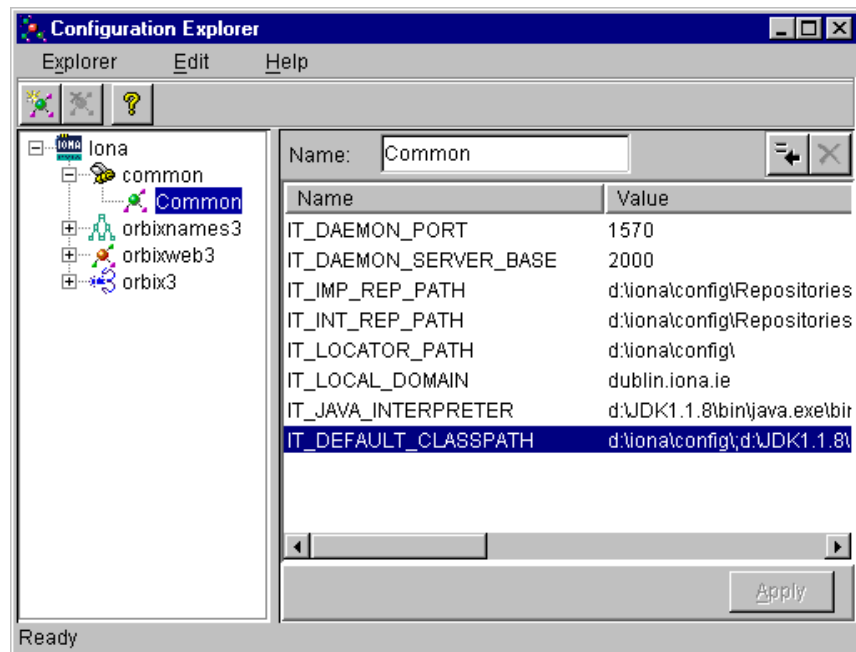 Configuration Explorer
Explorer Edit Help
IONA
Iona
common
Common
orbixnames3
orbixweb3
orbix3
Name: Common
Name Value
IT_DAEMON_PORT 1570
IT_DAEMON_SERVER_BASE 2000
IT_IMP_REP_PATH d:\iona\config\Repositories
IT_INT_REP_PATH d:\iona\config\Repositories
IT_LOCATOR_PATH d:\iona\config\
IT_LOCAL_DOMAIN dublin.iona.ie
IT_JAVA_INTERPRETER d:\JDK1.1.8\bin\java.exe\bin
IT_DEFAULT_CLASSPATH d:\iona\config\;d:\JDK1.1.8\
Apply
Ready